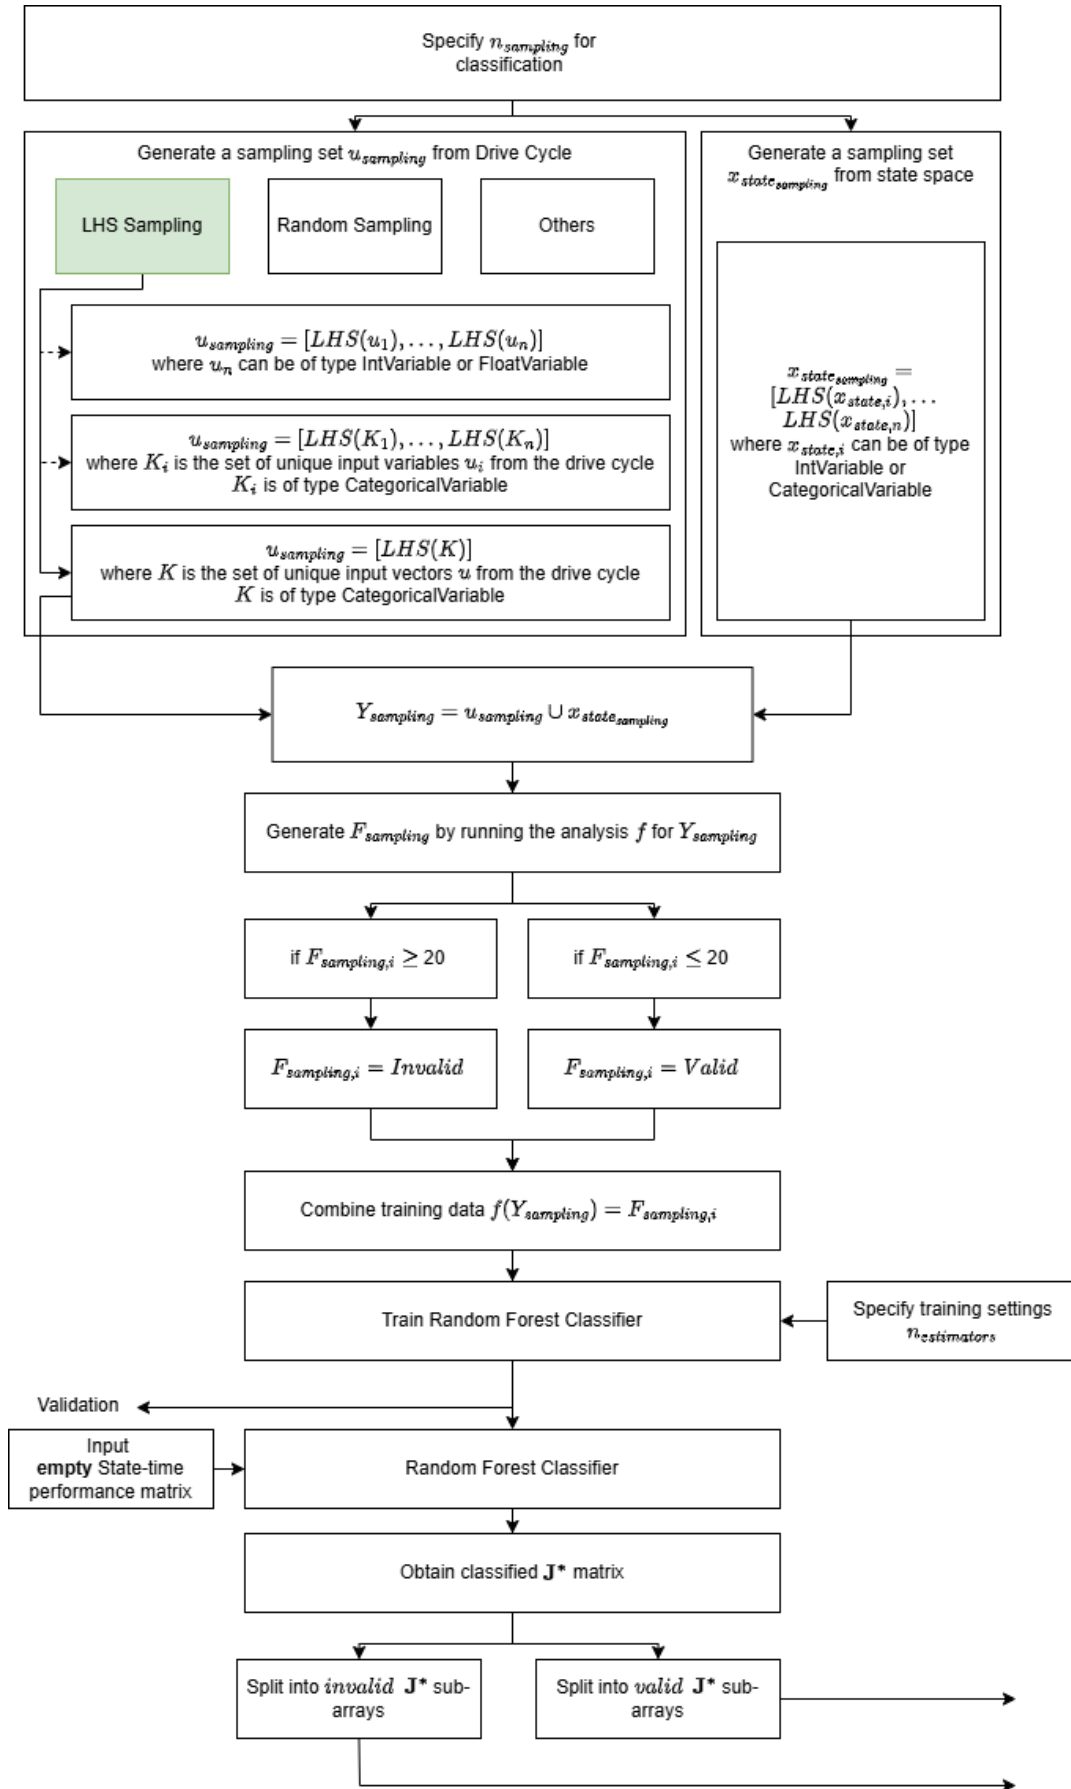 Specify n_sampling for
classification
Generate a sampling set u_sampling from Drive Cycle
LHS Sampling
Random Sampling
Others
u_sampling = [LHS(u_1), . . . , LHS(u_n)]
where u_n can be of type IntVariable or FloatVariable
u_sampling = [LHS(K_1), . . . , LHS(K_n)]
where K_i is the set of unique input variables u_i from the drive cycle
K_i is of type CategoricalVariable
u_sampling = [LHS(K)]
where K is the set of unique input vectors u from the drive cycle
K is of type CategoricalVariable
Generate a sampling set
x_state_sampling from state space
x_state_sampling =
[LHS(x_state,i), . . .
LHS(x_state,n)]
where x_state,i can be of type
IntVariable or
CategoricalVariable
Y_sampling = u_sampling ∪ x_state_sampling
Generate F_sampling by running the analysis f for Y_sampling
if F_sampling,i ≥ 20
if F_sampling,i ≤ 20
F_sampling,i = Invalid
F_sampling,i = Valid
Combine training data f(Y_sampling) = F_sampling,i
Train Random Forest Classifier
Specify training settings
n_estimators
Validation
Input
empty State-time
performance matrix
Random Forest Classifier
Obtain classified J* matrix
Split into invalid J* sub-
arrays
Split into valid J* sub-
arrays